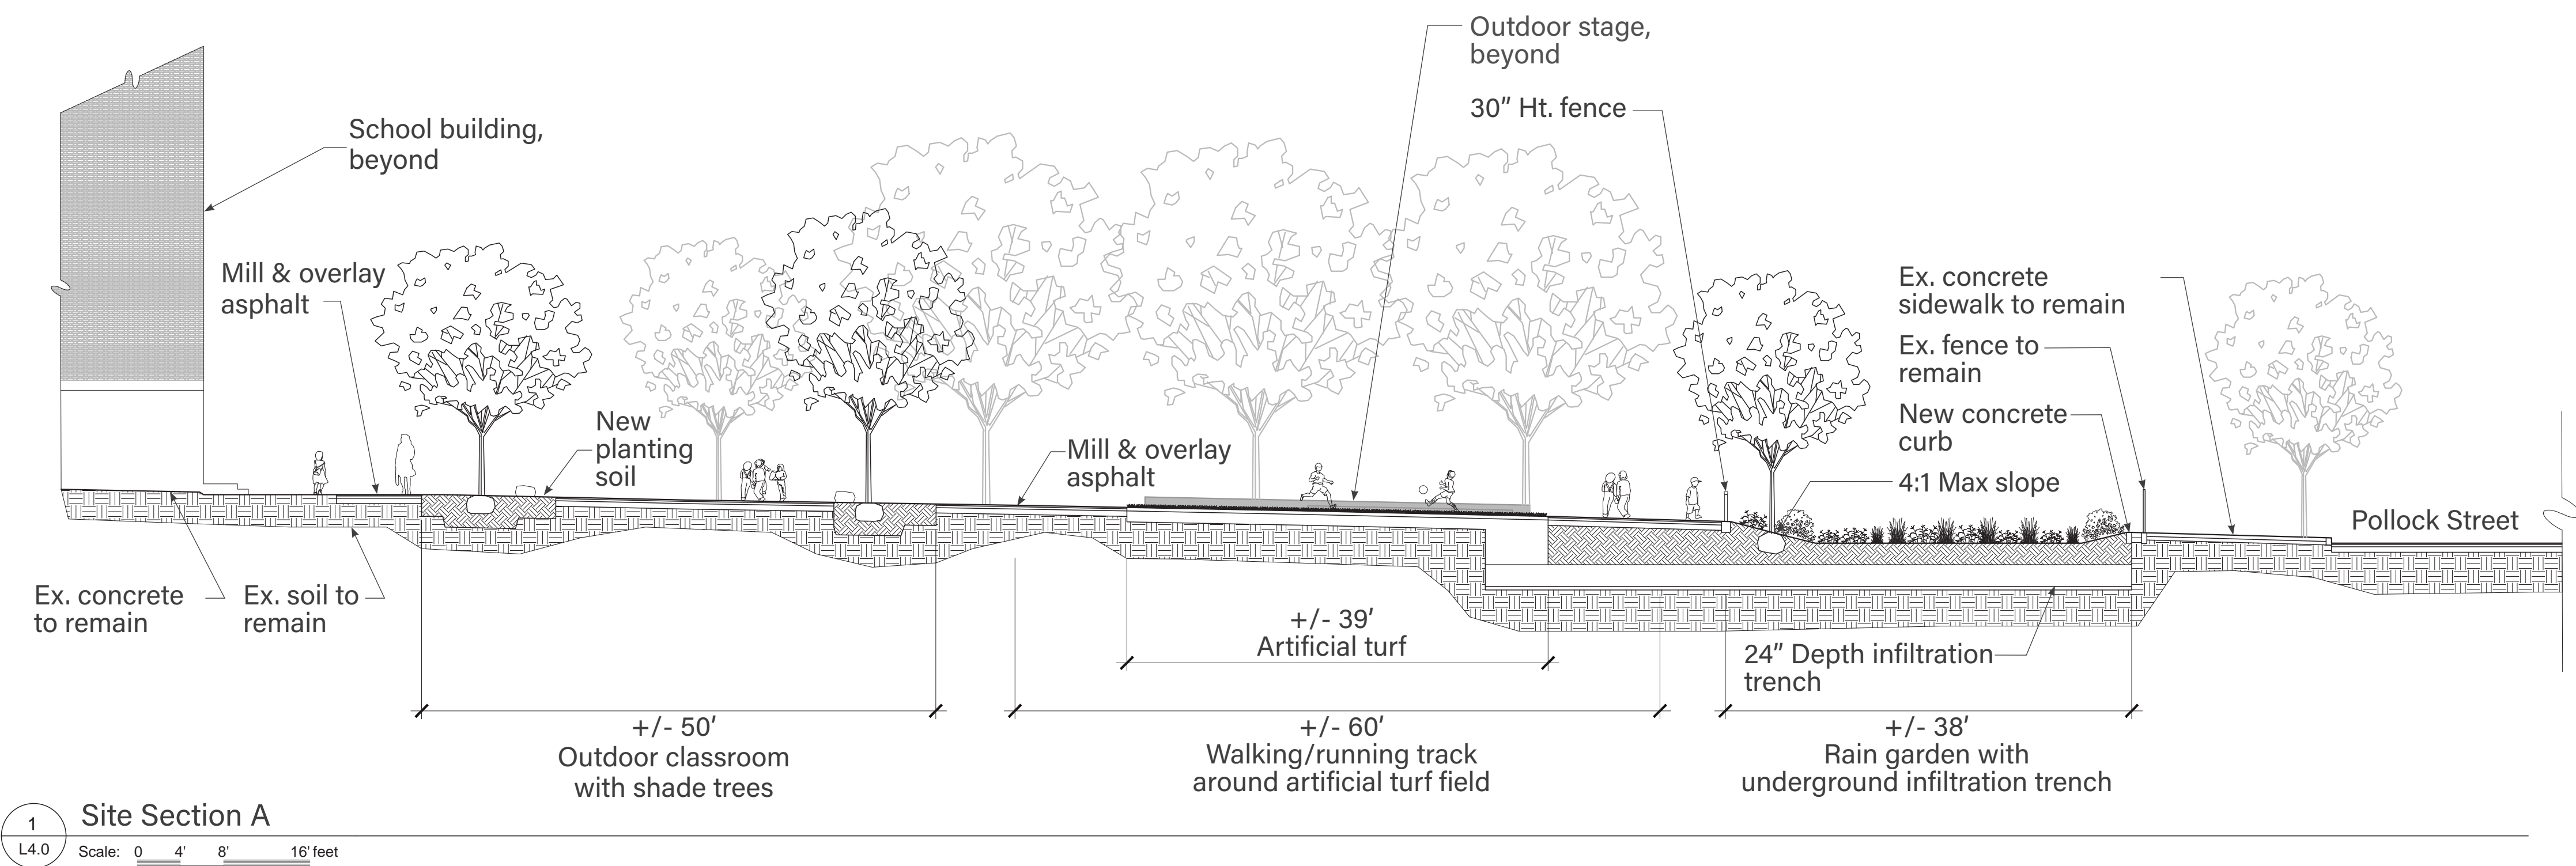 Outdoor stage,
beyond
30” Ht. fence
School building,
beyond
Mill & overlay
asphalt
Ex. concrete
sidewalk to remain
Ex. fence to
remain
New concrete
curb
4:1 Max slope
New
planting
soil
Mill & overlay
asphalt
Pollock Street
Ex. concrete
to remain
Ex. soil to
remain
+/- 39’
Artificial turf
24” Depth infiltration
trench
+/- 50’
Outdoor classroom
with shade trees
+/- 60’
Walking/running track
around artificial turf field
+/- 38’
Rain garden with
underground infiltration trench
1
L4.0
Site Section A
Scale: 0 4' 8' 16' feet